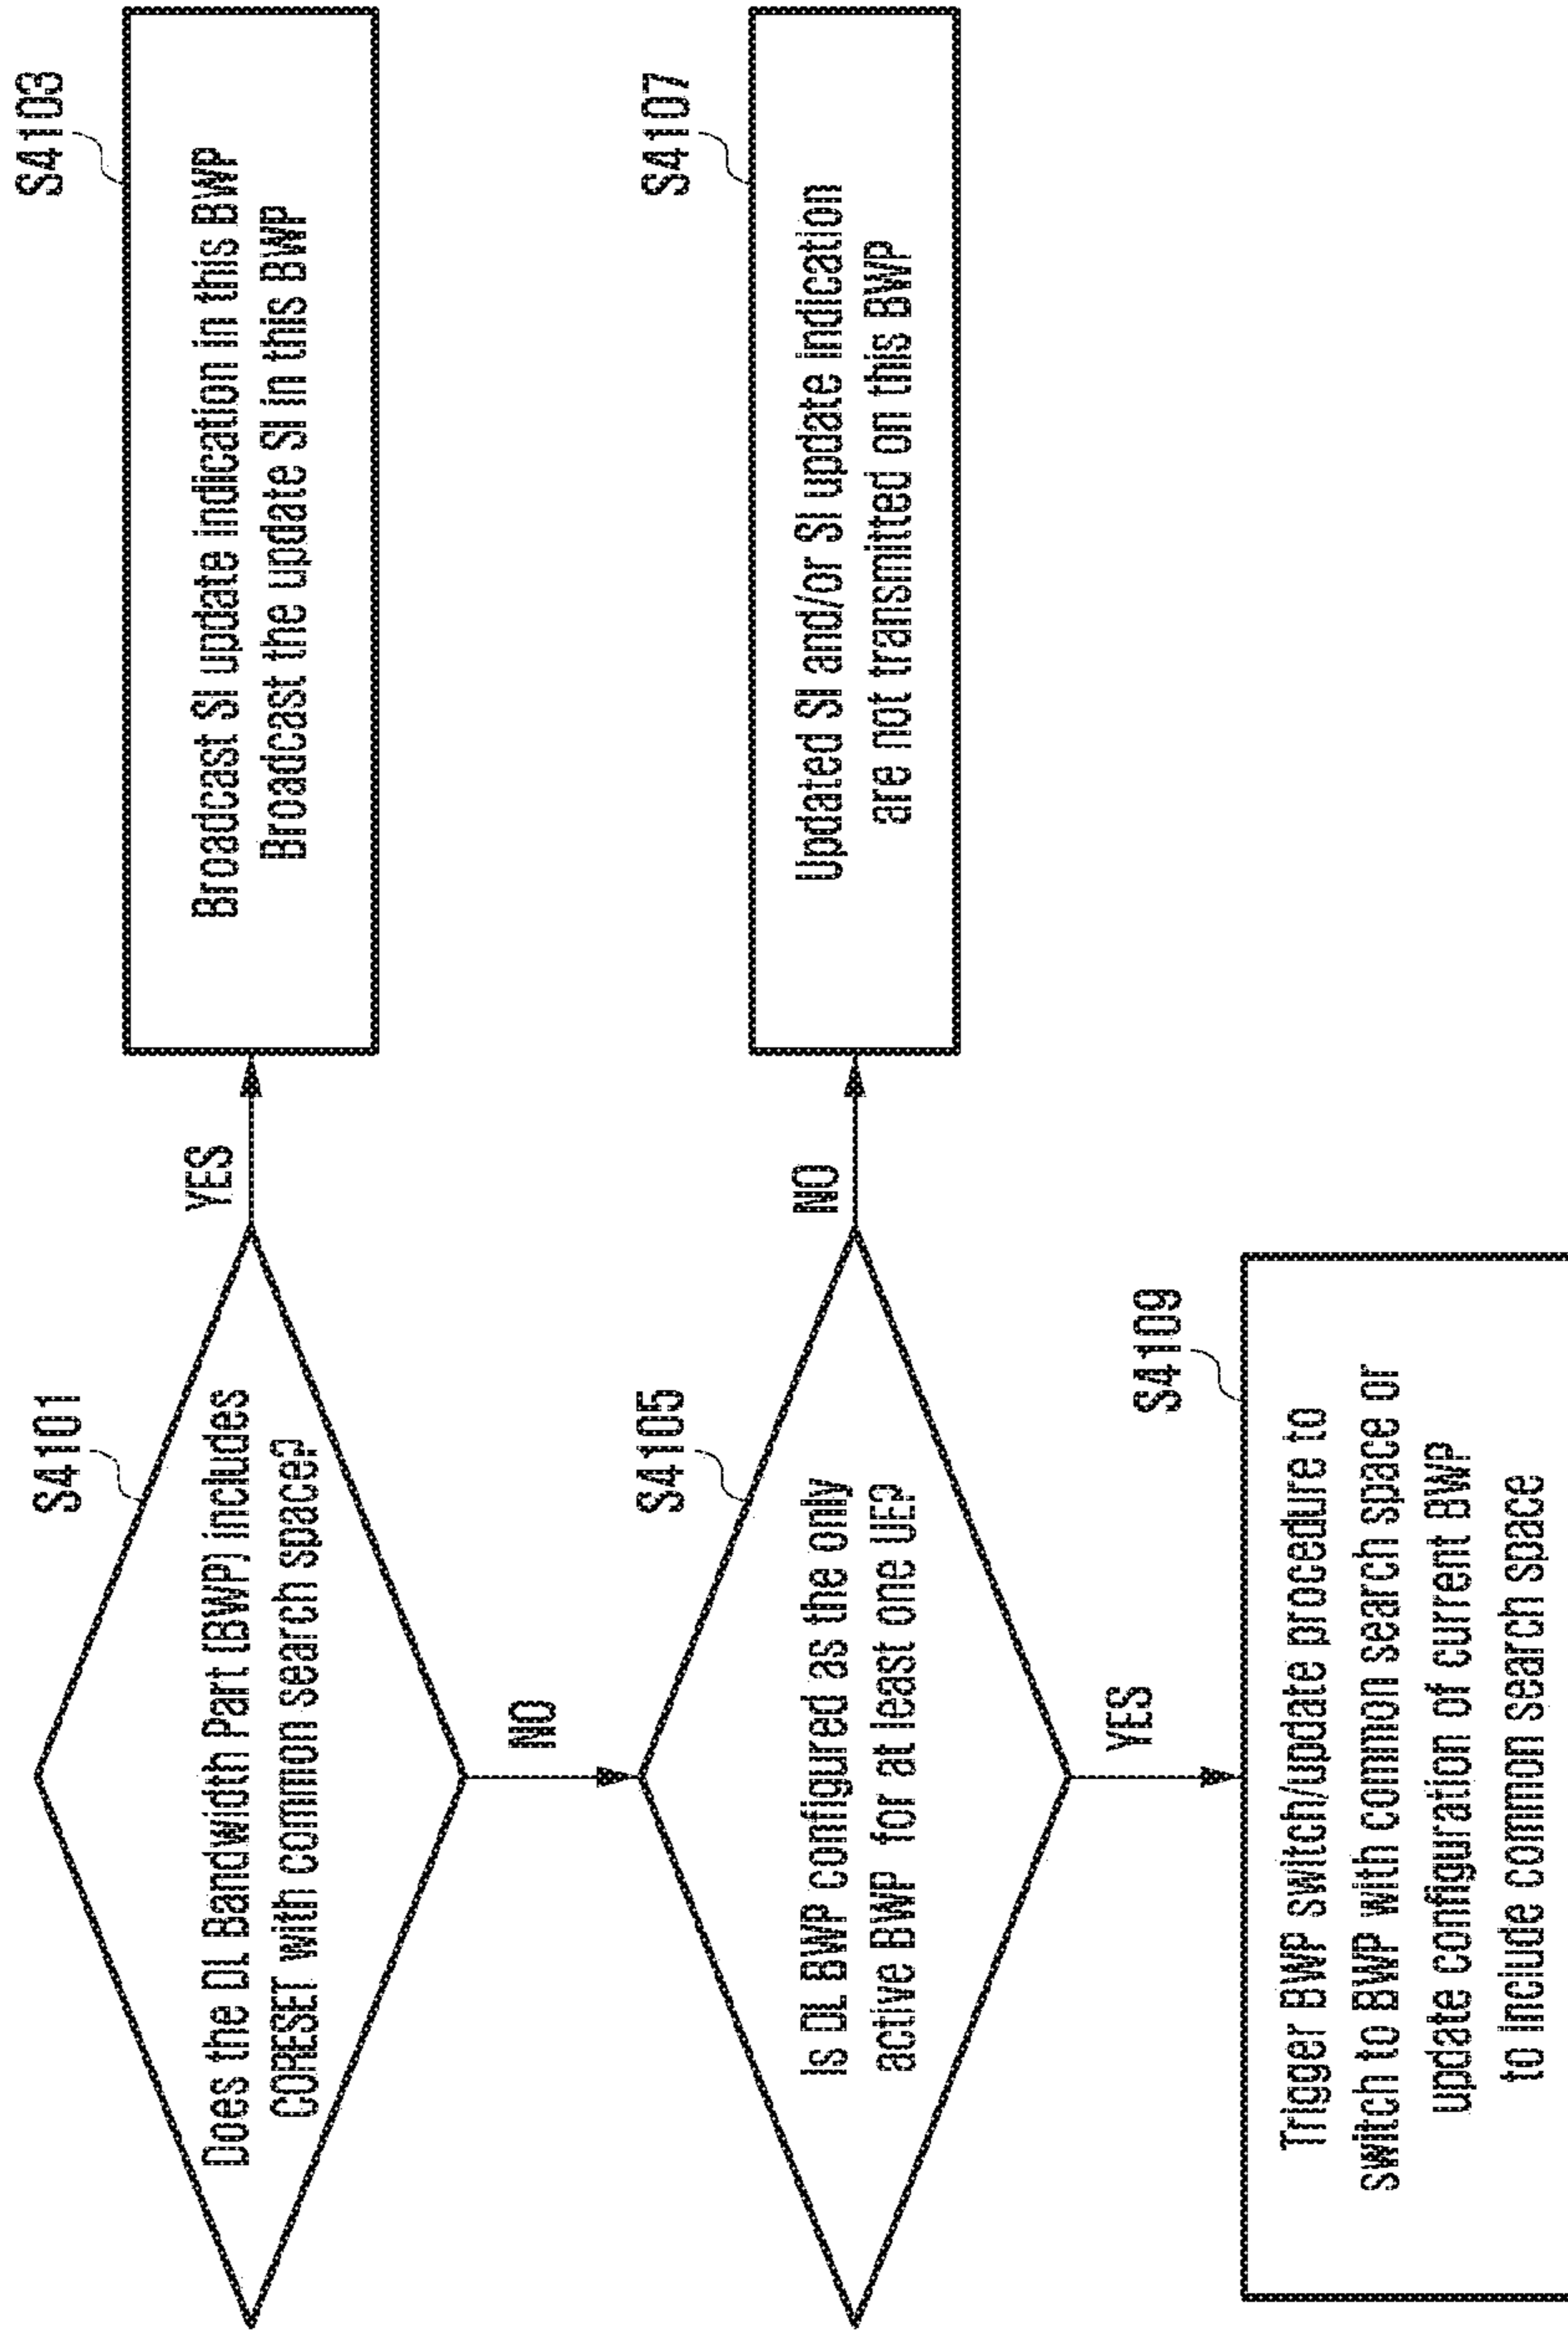 S4101
Does the DL Bandwidth Part (BWP) includes
CORESET with common search space?
YES
S4103
Broadcast SI update indication in this BWP
Broadcast the update SI in this BWP
NO
S4105
Is DL BWP configured as the only
active BWP for at least one UE?
NO
S4107
Updated SI and/or SI update indication
are not transmitted on this BWP
YES
S4109
Trigger BWP switch/update procedure to
switch to BWP with common search space or
update configuration of current BWP
to include common search space